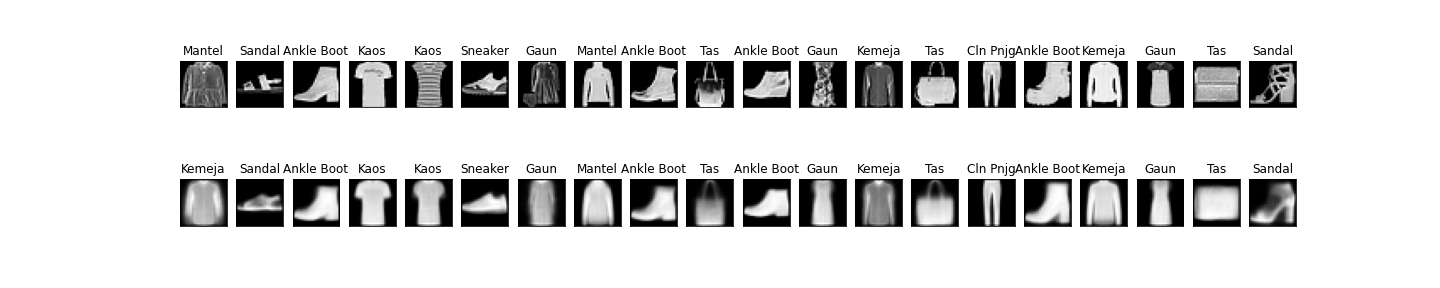 Mantel Sandal Ankle Boot Kaos Kaos Sneaker Gaun Mantel Ankle Boot Tas Ankle Boot Gaun Kemeja Tas Cln Pnjg Ankle Boot Kemeja Gaun Tas Sandal
Kemeja Sandal Ankle Boot Kaos Kaos Sneaker Gaun Mantel Ankle Boot Tas Ankle Boot Gaun Kemeja Tas Cln Pnjg Ankle Boot Kemeja Gaun Tas Sandal